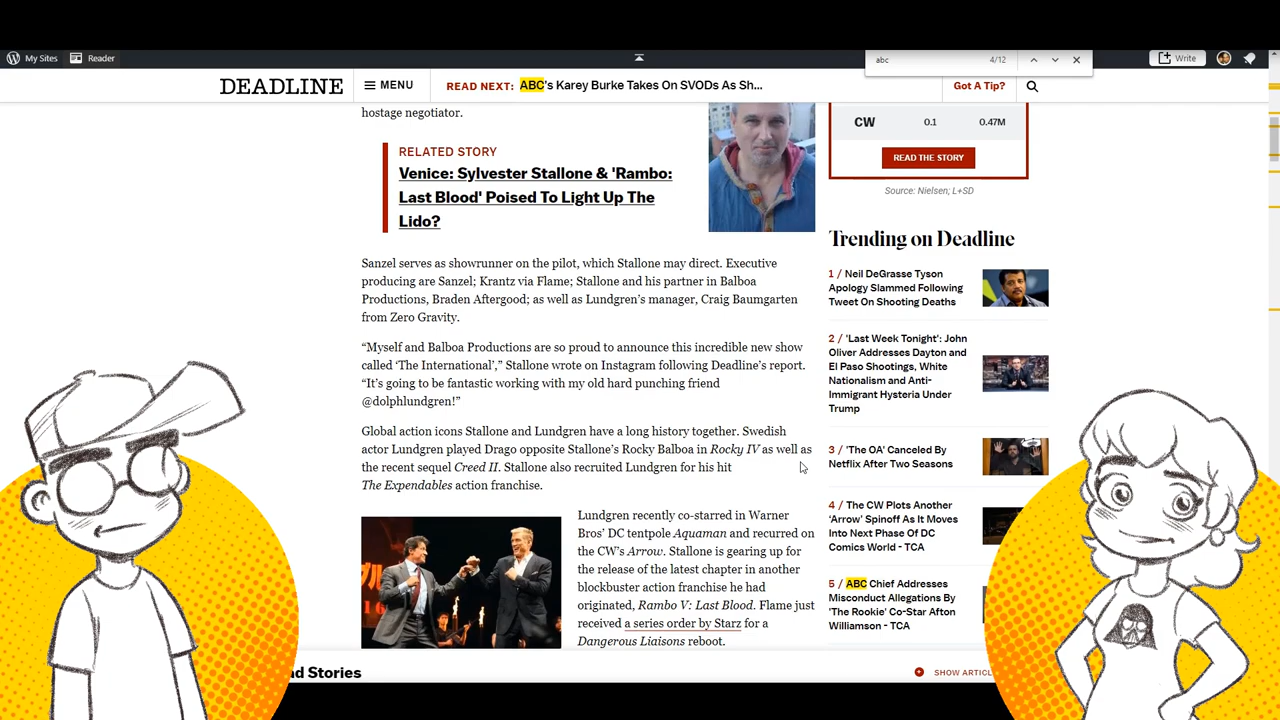 My Sites
Reader
abc
4/12
Write
DEADLINE
MENU
READ NEXT: ABC's Karey Burke Takes On SVODs As Sh...
Got A Tip?
hostage negotiator.
RELATED STORY
Venice: Sylvester Stallone & 'Rambo:
Last Blood' Poised To Light Up The
Lido?
Sanzel serves as showrunner on the pilot, which Stallone may direct. Executive
producing are Sanzel; Krantz via Flame; Stallone and his partner in Balboa
Productions, Braden Aftergood; as well as Lundgren's manager, Craig Baumgarten
from Zero Gravity.
“Myself and Balboa Productions are so proud to announce this incredible new show
called ‘The International’,” Stallone wrote on Instagram following Deadline’s report.
“It’s going to be fantastic working with my old hard punching friend
@dolphlundgren!”
Global action icons Stallone and Lundgren have a long history together. Swedish
actor Lundgren played Drago opposite Stallone’s Rocky Balboa in Rocky IV as well as
the recent sequel Creed II. Stallone also recruited Lundgren for his hit
The Expendables action franchise.
Lundgren recently co-starred in Warner
Bros’ DC tentpole Aquaman and recurred on
the CW’s Arrow. Stallone is gearing up for
the release of the latest chapter in another
blockbuster action franchise he had
originated, Rambo V: Last Blood. Flame just
received a series order by Starz for a
Dangerous Liaisons reboot.
CW 0.1 0.47M
READ THE STORY
Source: Nielsen; L+SD
Trending on Deadline
1 / Neil DeGrasse Tyson
Apology Slammed Following
Tweet On Shooting Deaths
2 / 'Last Week Tonight': John
Oliver Addresses Dayton and
El Paso Shootings, White
Nationalism and Anti-
Immigrant Hysteria Under
Trump
3 / 'The OA' Canceled By
Netflix After Two Seasons
4 / The CW Plots Another
'Arrow' Spinoff As It Moves
Into Next Phase Of DC
Comics World - TCA
5 / ABC Chief Addresses
Misconduct Allegations By
'The Rookie' Co-Star Afton
Williamson - TCA
Stories
SHOW